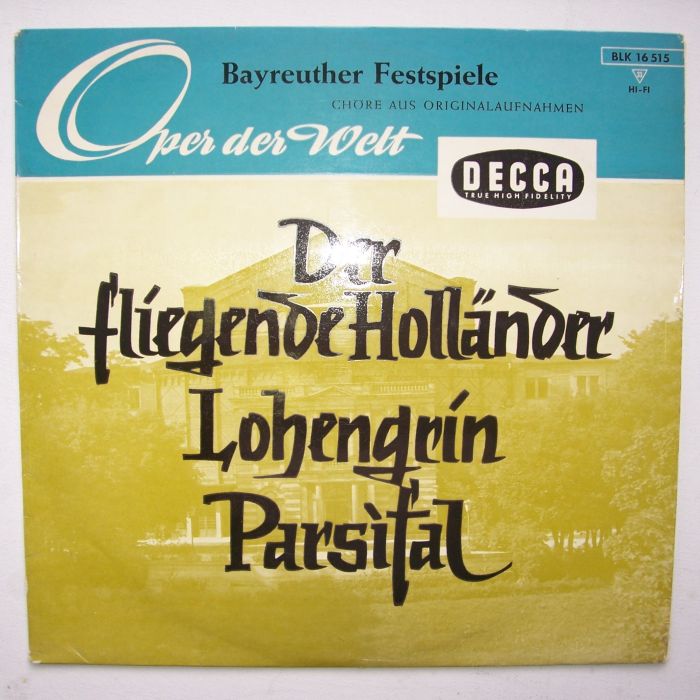 Bayreuther Festspiele
CHÖRE AUS ORIGINALAUFNAHMEN
BLK 16 515
33
HI-FI
Oper der Welt
DECCA
TRUE HIGH FIDELITY
Der
fliegende Holländer
Lohengrin
Parsifal